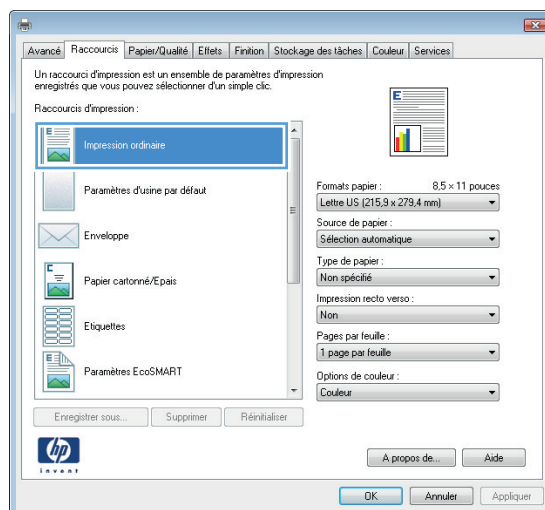 Avancé Raccourcis Papier/Qualité Effets Finition Stockage des tâches Couleur Services
Un raccourci d'impression est un ensemble de paramètres d'impression
enregistrés que vous pouvez sélectionner d'un simple clic.
Raccourcis d'impression :
Impression ordinaire
Paramètres d'usine par défaut
Enveloppe
Papier cartonné/Epais
Etiquettes
Paramètres EcoSMART
Enregistrer sous... Supprimer Réinitialiser
E
Formats papier : 8,5 × 11 pouces
Lettre US (215,9 x 279,4 mm)
Source de papier :
Sélection automatique
Type de papier :
Non spécifié
Impression recto verso :
Non
Pages par feuille :
1 page par feuille
Options de couleur :
Couleur
hp
invent
A propos de... Aide
OK Annuler Appliquer